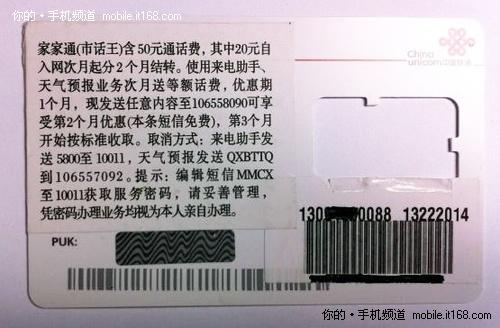 你的·手机频道 mobile.it168.com
China
unicom中国联通
家家通(市话王)含50元通话费,其中20元自
入网次月起分2个月结转。使用来电助手、
天气预报业务次月送等额话费,优惠期
1个月,现发送任意内容至106558090可享
受第2个月优惠(本条短信免费),第3个月
开始按标准收取。取消方式:来电助手发
送5800至10011,天气预报发送QXBTTQ
到106557092。提示:编辑短信MMCX
至10011获取服务密码,请妥善管理,
凭密码办理业务均视为本人亲自办理。
0088 13222014
PUK:
你的·手机频道 mobile.it168.com